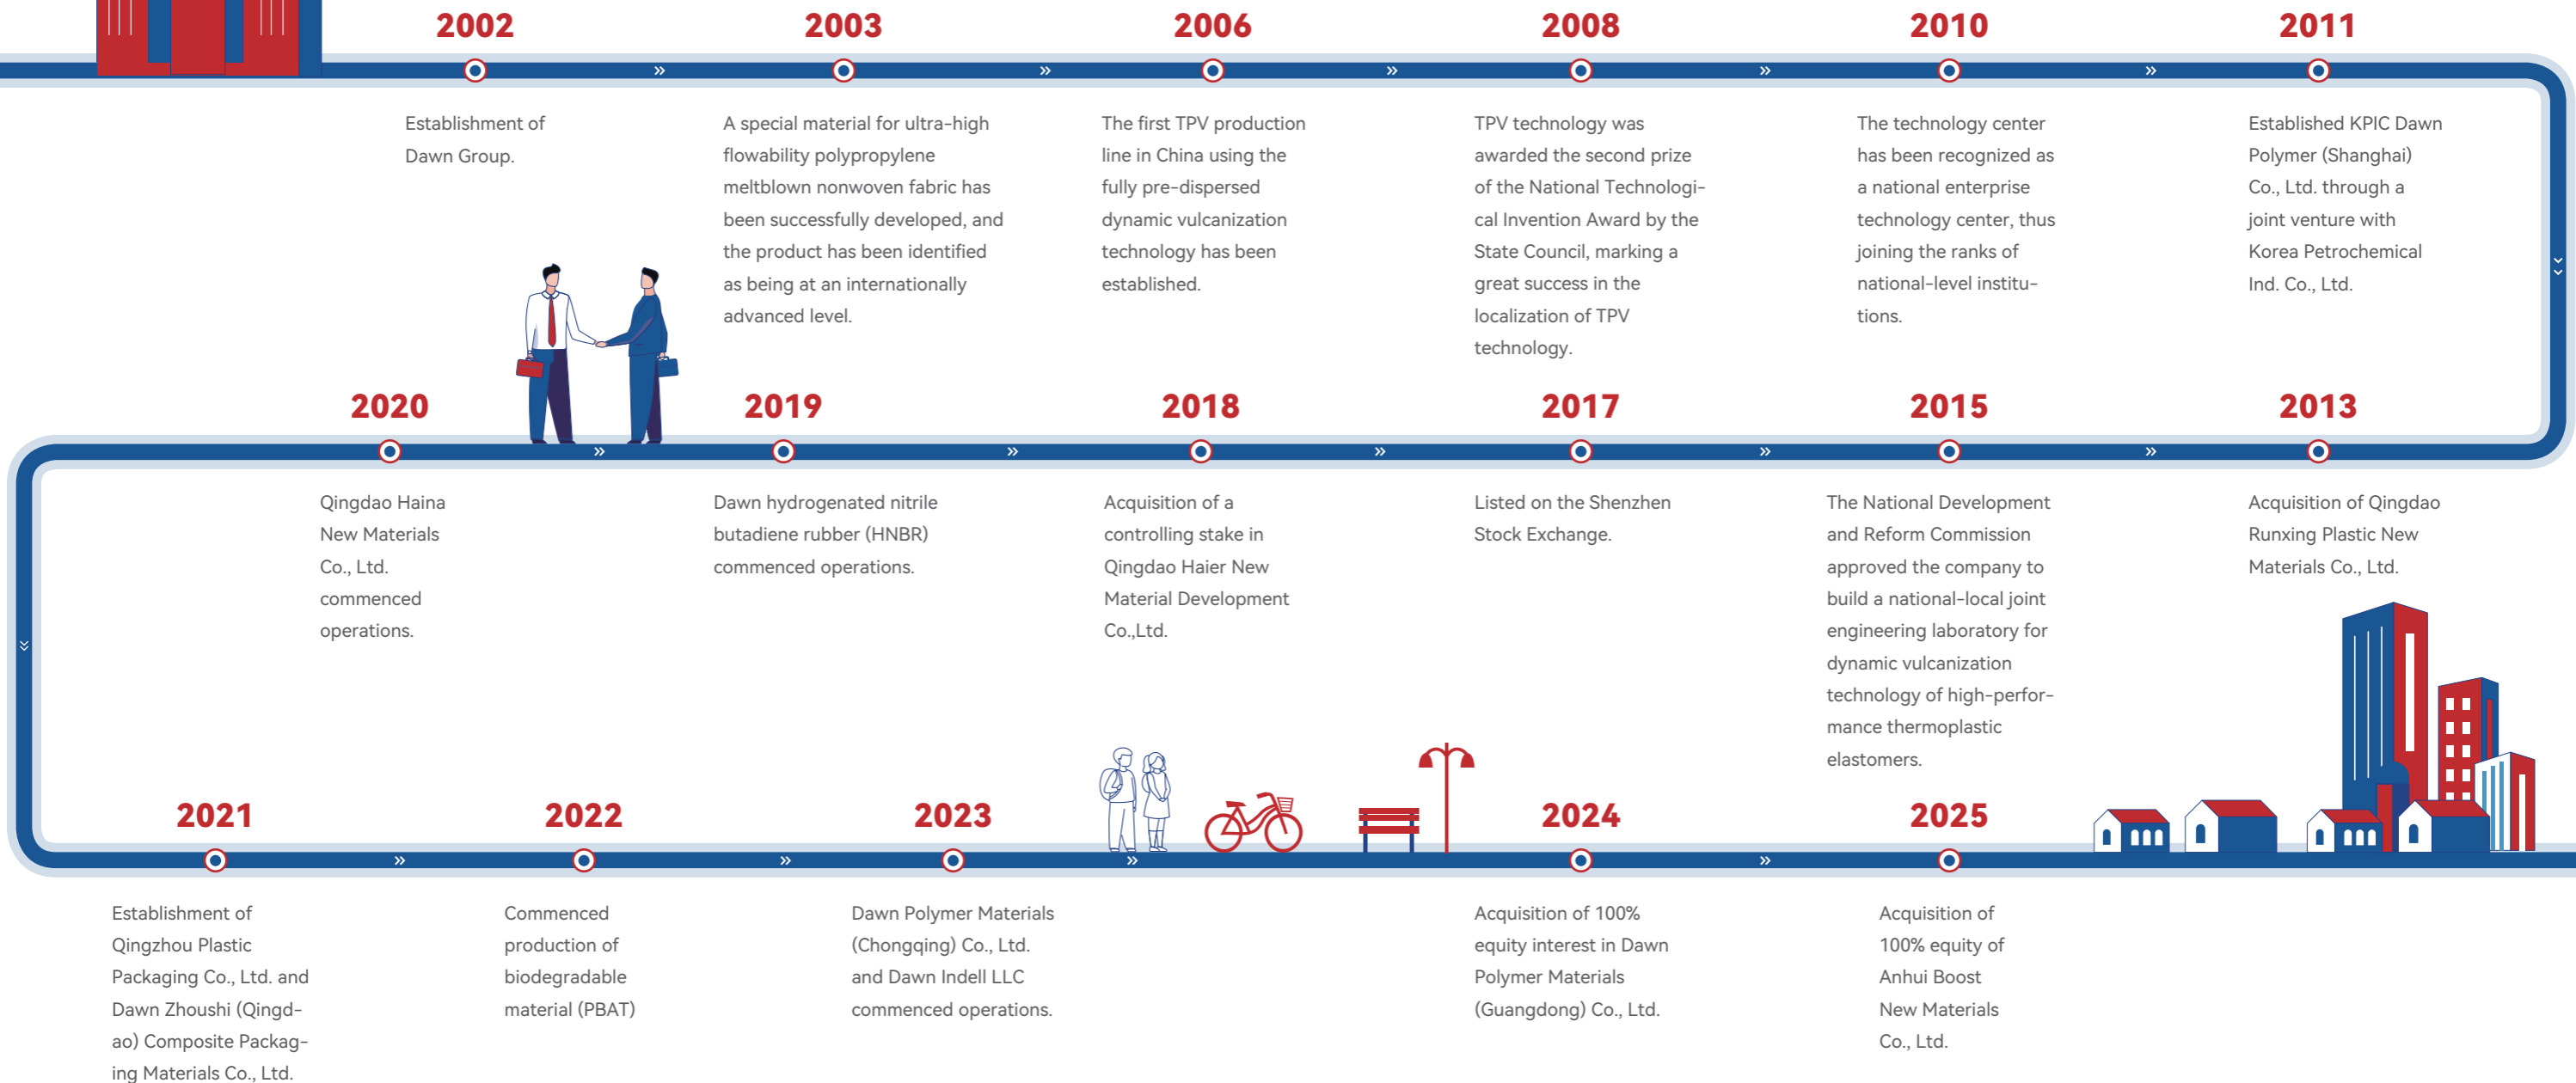 2002
Establishment of
Dawn Group.
2003
A special material for ultra-high
flowability polypropylene
meltblown nonwoven fabric has
been successfully developed, and
the product has been identified
as being at an internationally
advanced level.
2006
The first TPV production
line in China using the
fully pre-dispersed
dynamic vulcanization
technology has been
established.
2008
TPV technology was
awarded the second prize
of the National Technologi-
cal Invention Award by the
State Council, marking a
great success in the
localization of TPV
technology.
2010
The technology center
has been recognized as
a national enterprise
technology center, thus
joining the ranks of
national-level institu-
tions.
2011
Established KPIC Dawn
Polymer (Shanghai)
Co., Ltd. through a
joint venture with
Korea Petrochemical
Ind. Co., Ltd.
2013
Acquisition of Qingdao
Runxing Plastic New
Materials Co., Ltd.
2015
The National Development
and Reform Commission
approved the company to
build a national-local joint
engineering laboratory for
dynamic vulcanization
technology of high-perfor-
mance thermoplastic
elastomers.
2017
Listed on the Shenzhen
Stock Exchange.
2018
Acquisition of a
controlling stake in
Qingdao Haier New
Material Development
Co.,Ltd.
2019
Dawn hydrogenated nitrile
butadiene rubber (HNBR)
commenced operations.
2020
Qingdao Haina
New Materials
Co., Ltd.
commenced
operations.
2021
Establishment of
Qingzhou Plastic
Packaging Co., Ltd. and
Dawn Zhoushi (Qingd-
ao) Composite Packag-
ing Materials Co., Ltd.
2022
Commenced
production of
biodegradable
material (PBAT)
2023
Dawn Polymer Materials
(Chongqing) Co., Ltd.
and Dawn Indell LLC
commenced operations.
2024
Acquisition of 100%
equity interest in Dawn
Polymer Materials
(Guangdong) Co., Ltd.
2025
Acquisition of
100% equity of
Anhui Boost
New Materials
Co., Ltd.